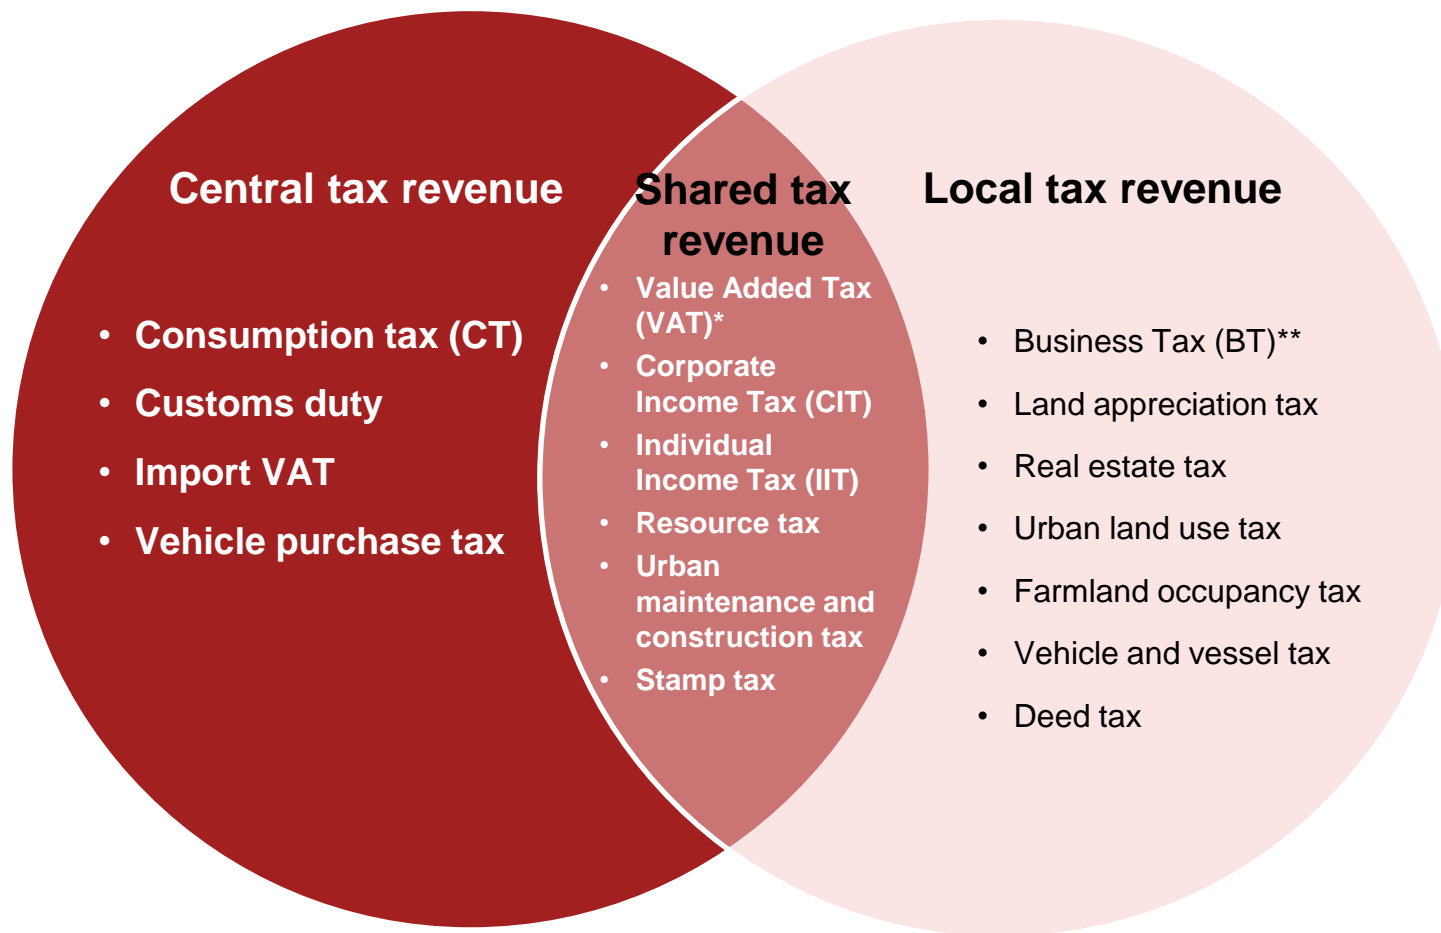 Central tax revenue
• Consumption tax (CT)
• Customs duty
• Import VAT
• Vehicle purchase tax
Shared tax
revenue
• Value Added Tax
(VAT)*
• Corporate
Income Tax (CIT)
• Individual
Income Tax (IIT)
• Resource tax
• Urban
maintenance and
construction tax
• Stamp tax
Local tax revenue
• Business Tax (BT)**
• Land appreciation tax
• Real estate tax
• Urban land use tax
• Farmland occupancy tax
• Vehicle and vessel tax
• Deed tax